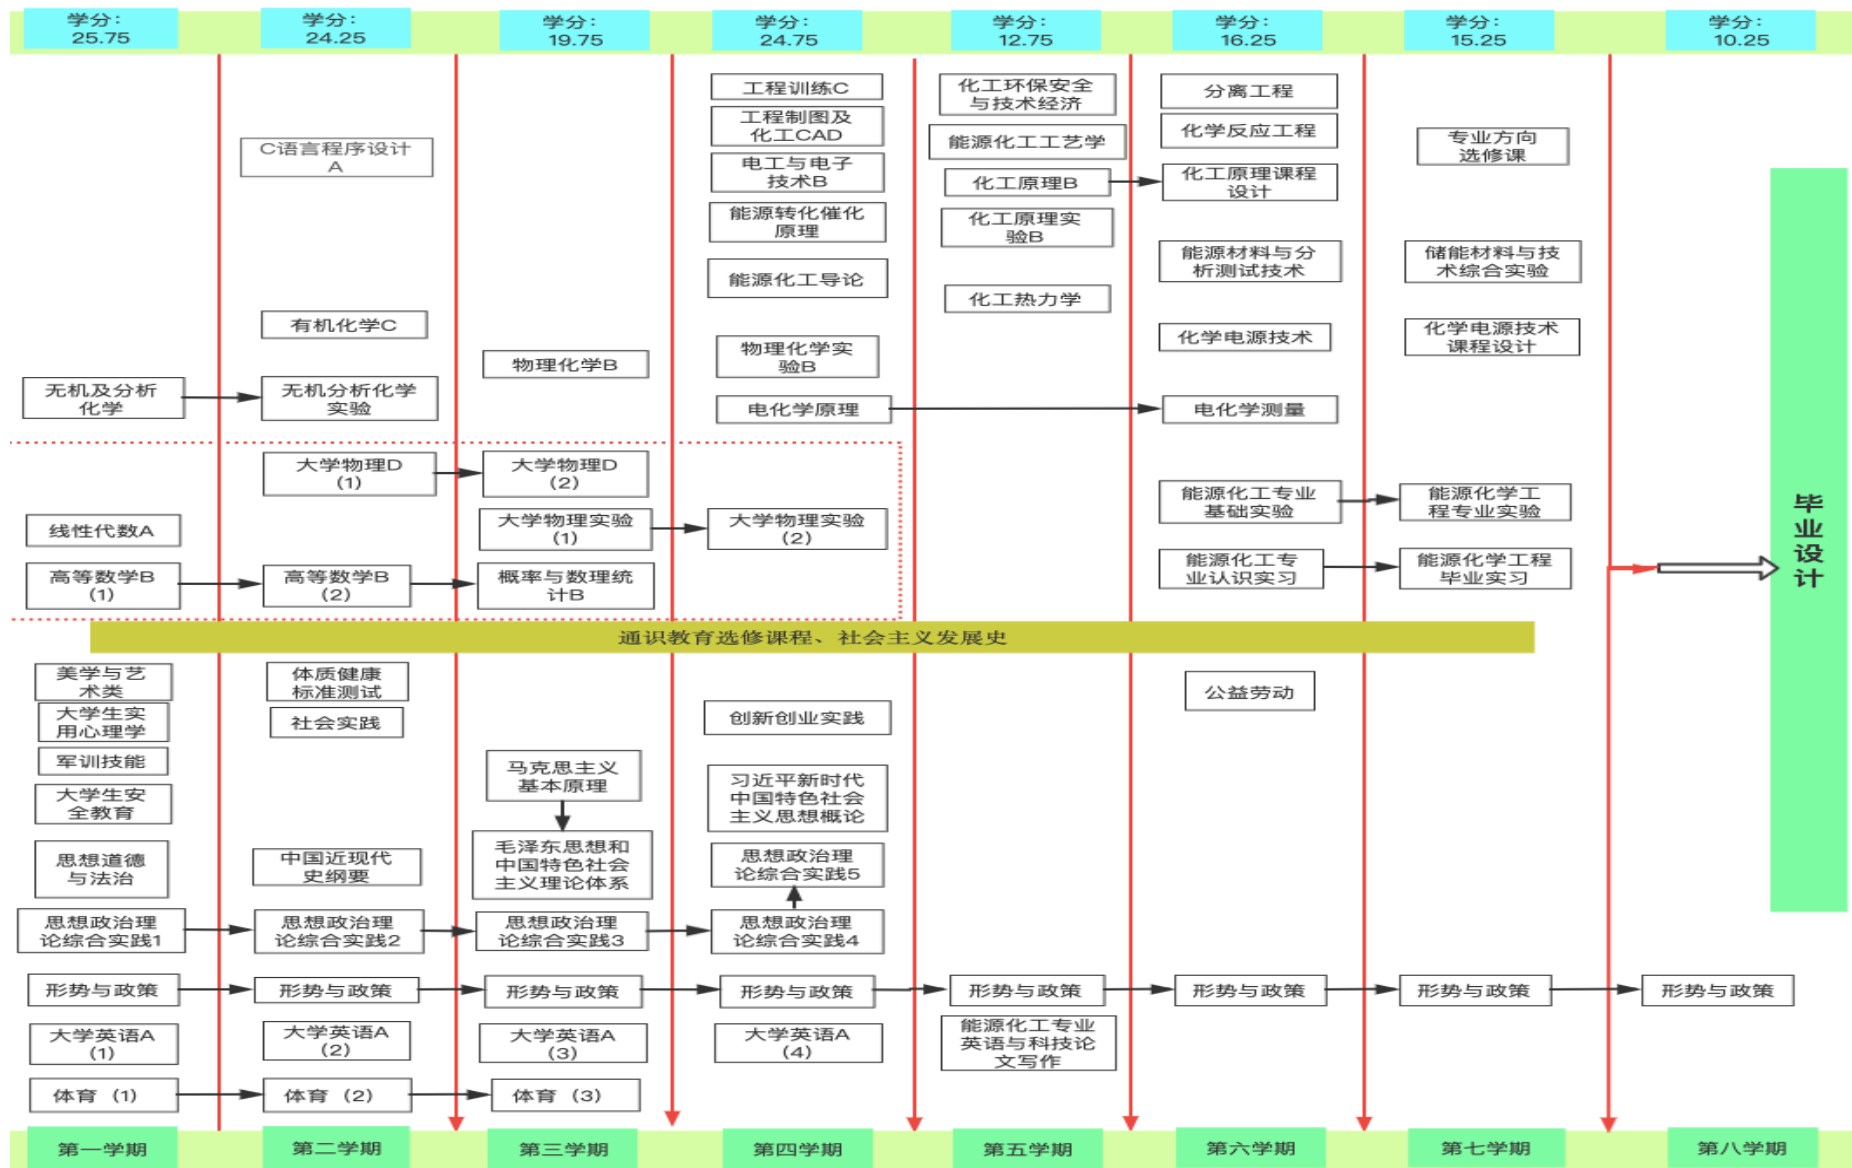 学分：
25.75
学分：
24.25
学分：
19.75
学分：
24.75
学分：
12.75
学分：
16.25
学分：
15.25
学分：
10.25
无机及分析
化学
线性代数A
高等数学B
(1)
C语言程序设计
A
有机化学C
无机分析化学
实验
大学物理D
(1)
高等数学B
(2)
物理化学B
大学物理D
(2)
大学物理实验
(1)
概率与数理统
计B
工程训练C
工程制图及
化工CAD
电工与电子
技术B
能源转化催化
原理
能源化工导论
物理化学实
验B
电化学原理
大学物理实验
(2)
化工环保安全
与技术经济
能源化工工艺学
化工原理B
化工原理实
验B
化工热力学
分离工程
化学反应工程
化工原理课程
设计
能源材料与分
析测试技术
化学电源技术
电化学测量
能源化工专业
基础实验
能源化工专
业认识实习
专业方向
选修课
储能材料与技
术综合实验
化学电源技术
课程设计
能源化学工
程专业实验
能源化学工程
毕业实习
毕
业
设
计
通识教育选修课程、社会主义发展史
美学与艺
术类
大学生实
用心理学
军训技能
大学生安
全教育
思想道德
与法治
思想政治理
论综合实践1
形势与政策
大学英语A
(1)
体育（1）
体质健康
标准测试
社会实践
中国近现代
史纲要
思想政治理
论综合实践2
形势与政策
大学英语A
(2)
体育（2）
马克思主义
基本原理
毛泽东思想和
中国特色社会
主义理论体系
思想政治理
论综合实践3
形势与政策
大学英语A
(3)
体育（3）
创新创业实践
习近平新时代
中国特色社会
主义思想概论
思想政治理
论综合实践5
思想政治理
论综合实践4
形势与政策
大学英语A
(4)
形势与政策
能源化工专业
英语与科技论
文写作
公益劳动
形势与政策
形势与政策
形势与政策
第一学期
第二学期
第三学期
第四学期
第五学期
第六学期
第七学期
第八学期